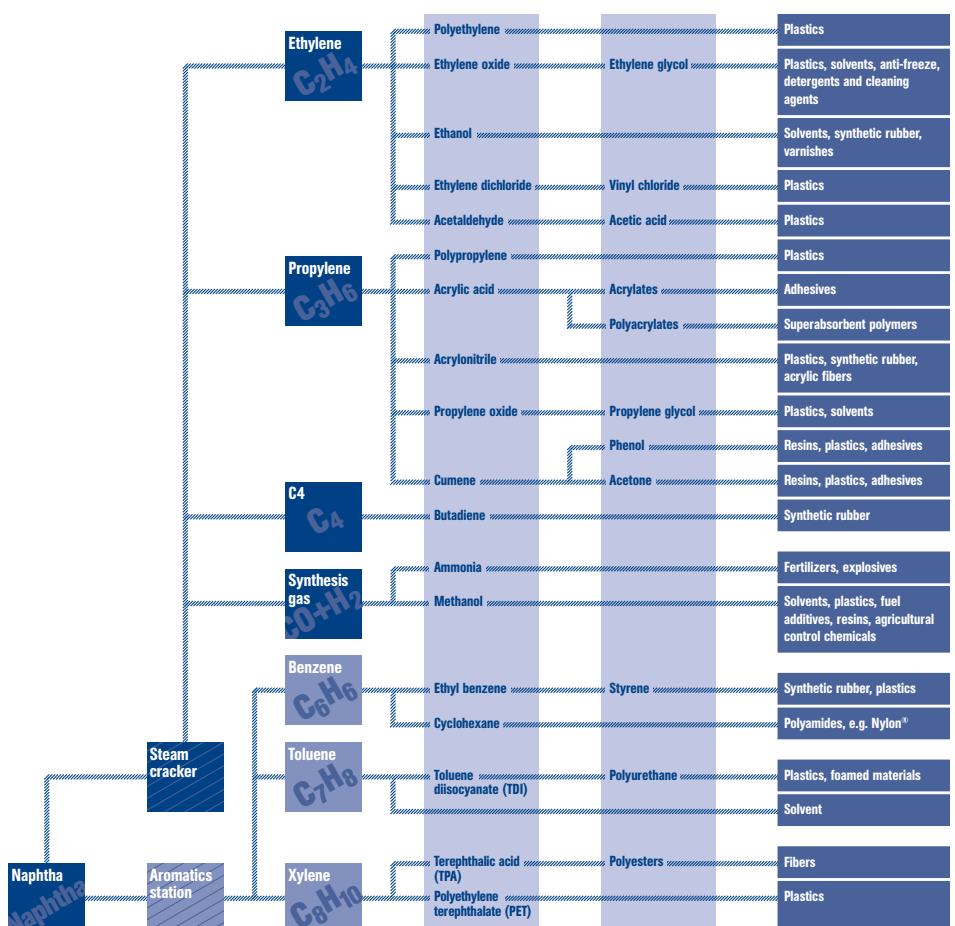 Ethylene
C2H4
Polyethylene
Plastics
Ethylene oxide
Ethylene glycol
Plastics, solvents, anti-freeze,
detergents and cleaning
agents
Ethanol
Solvents, synthetic rubber,
varnishes
Ethylene dichloride
Vinyl chloride
Plastics
Acetaldehyde
Acetic acid
Plastics
Propylene
C3H6
Polypropylene
Plastics
Acrylic acid
Acrylates
Adhesives
Polyacrylates
Superabsorbent polymers
Acrylonitrile
Plastics, synthetic rubber,
acrylic fibers
Propylene oxide
Propylene glycol
Plastics, solvents
Phenol
Resins, plastics, adhesives
Cumene
Acetone
Resins, plastics, adhesives
C4
C4
Butadiene
Synthetic rubber
Synthesis
gas
CO+H2
Ammonia
Fertilizers, explosives
Methanol
Solvents, plastics, fuel
additives, resins, agricultural
control chemicals
Benzene
C6H6
Ethyl benzene
Styrene
Synthetic rubber, plastics
Cyclohexane
Polyamides, e.g. Nylon®
Steam
cracker
Toluene
C7H8
Toluene
diisocyanate (TDI)
Polyurethane
Plastics, foamed materials
Solvent
Naphtha
Naphtha
Aromatics
station
Xylene
C8H10
Terephthalic acid
(TPA)
Polyesters
Fibers
Polyethylene
terephthalate (PET)
Plastics